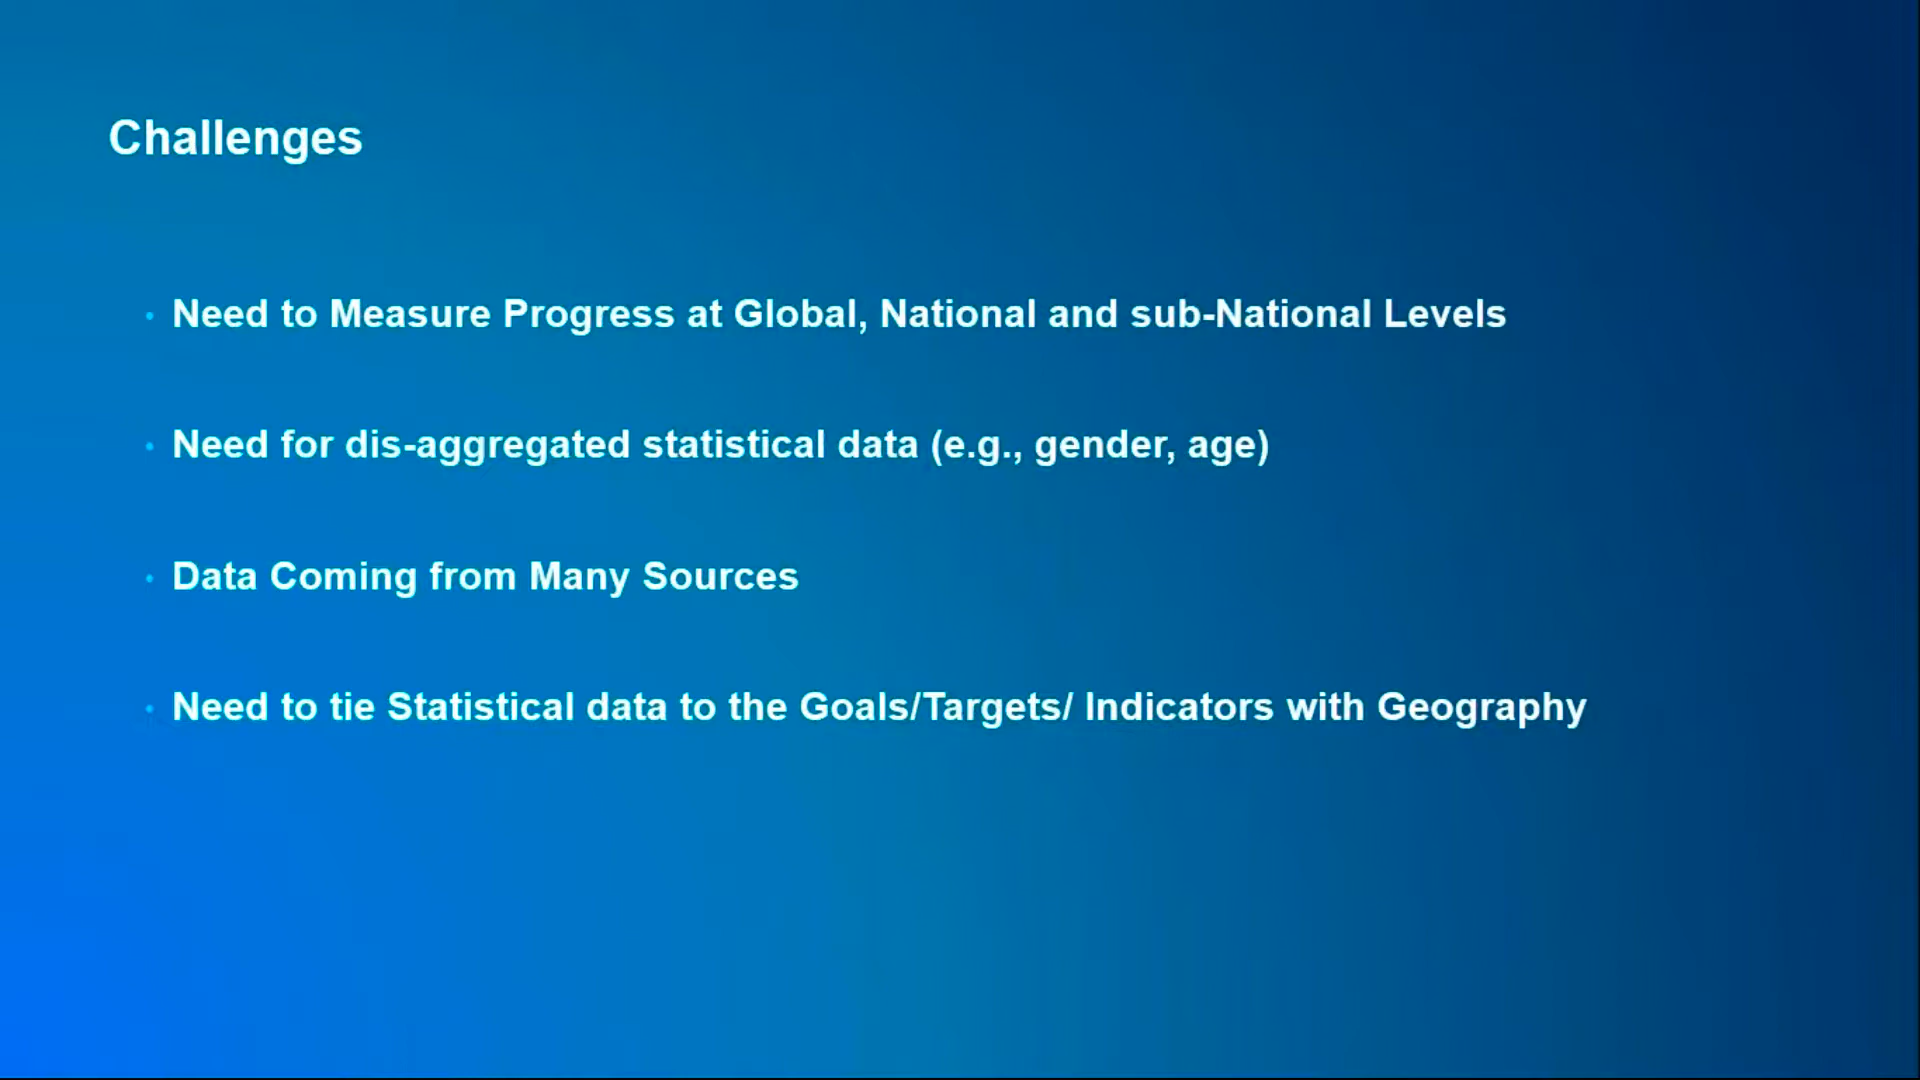 Challenges
• Need to Measure Progress at Global, National and sub-National Levels
• Need for dis-aggregated statistical data (e.g., gender, age)
• Data Coming from Many Sources
• Need to tie Statistical data to the Goals/Targets/ Indicators with Geography